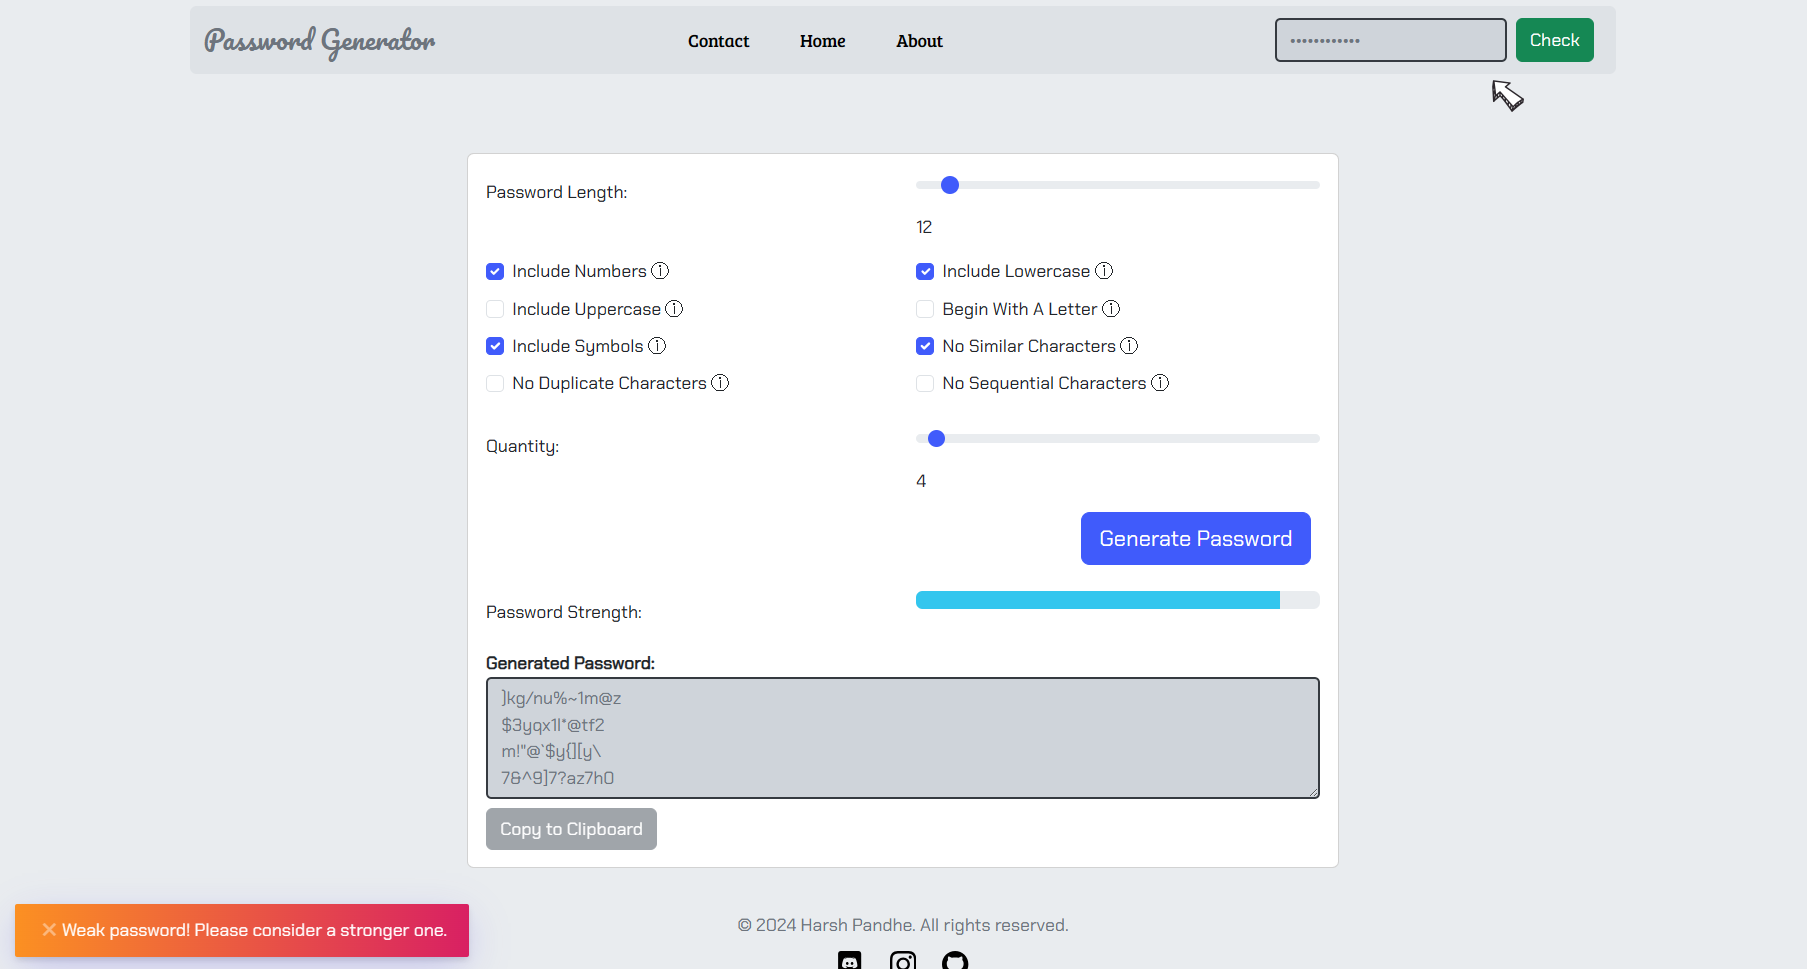 Password Generator
Contact
Home
About
••••••••••••
Check
Password Length:
12
Include Numbers
Include Lowercase
Include Uppercase
Begin With A Letter
Include Symbols
No Similar Characters
No Duplicate Characters
No Sequential Characters
Quantity:
4
Generate Password
Password Strength:
Generated Password:
]kg/nu%~1m@z
$3yqx1l*@tf2
m!"@`$y{][y\
7&^9]7?az7h0
Copy to Clipboard
✕ Weak password! Please consider a stronger one.
© 2024 Harsh Pandhe. All rights reserved.